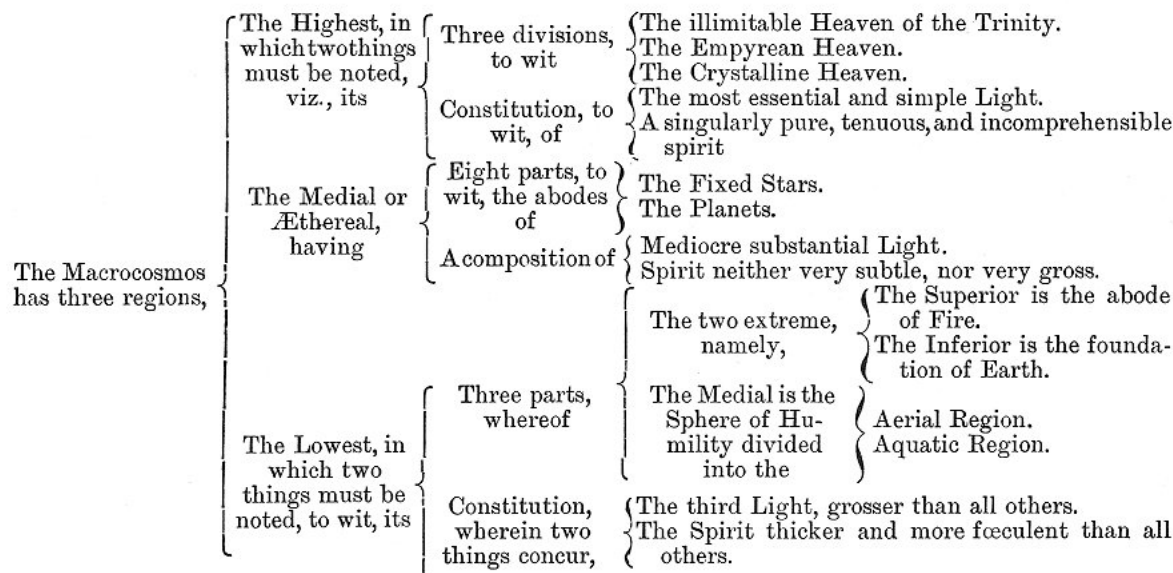 The Macrocosmos
has three regions,
The Highest, in
which twothings
must be noted,
viz., its
Three divisions,
to wit
The illimitable Heaven of the Trinity.
The Empyrean Heaven.
The Crystalline Heaven.
Constitution, to
wit, of
The most essential and simple Light.
A singularly pure, tenuous, and incomprehensible
spirit
The Medial or
Æthereal,
having
Eight parts, to
wit, the abodes
of
The Fixed Stars.
The Planets.
A composition of
Mediocre substantial Light.
Spirit neither very subtle, nor very gross.
The Lowest, in
which two
things must be
noted, to wit, its
Three parts,
whereof
The two extreme,
namely,
The Superior is the abode
of Fire.
The Inferior is the founda-
tion of Earth.
The Medial is the
Sphere of Hu-
mility divided
into the
Aerial Region.
Aquatic Region.
Constitution,
wherein two
things concur,
The third Light, grosser than all others.
The Spirit thicker and more fœculent than all
others.